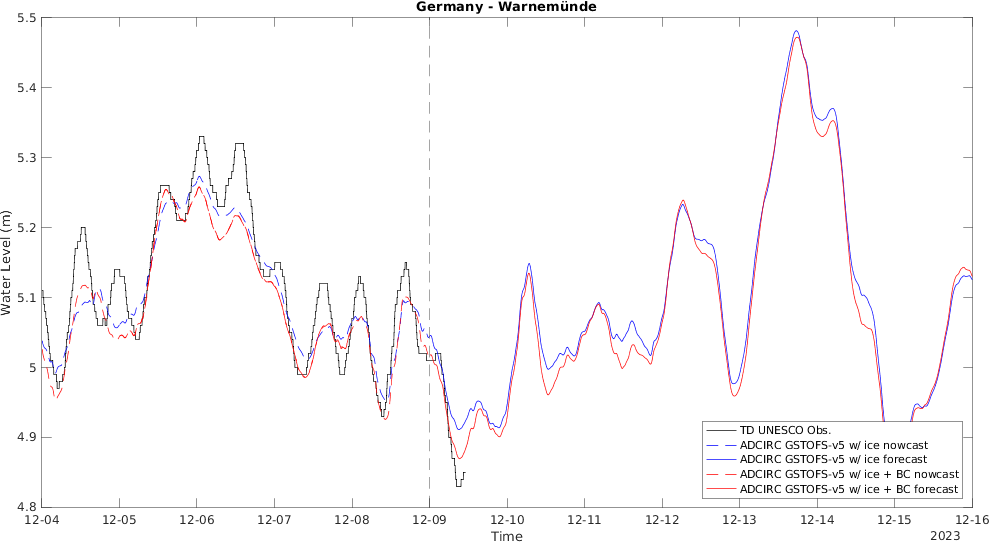 Germany - Warnemünde
5.5
5.4
5.3
5.2
5.1
5
4.9
4.8
Water Level (m)
TD UNESCO Obs.
ADCIRC GSTOFS-v5 w/ ice nowcast
ADCIRC GSTOFS-v5 w/ ice forecast
ADCIRC GSTOFS-v5 w/ ice + BC nowcast
ADCIRC GSTOFS-v5 w/ ice + BC forecast
12-04 12-05 12-06 12-07 12-08 12-09 12-10 12-11 12-12 12-13 12-14 12-15 12-16
Time
2023